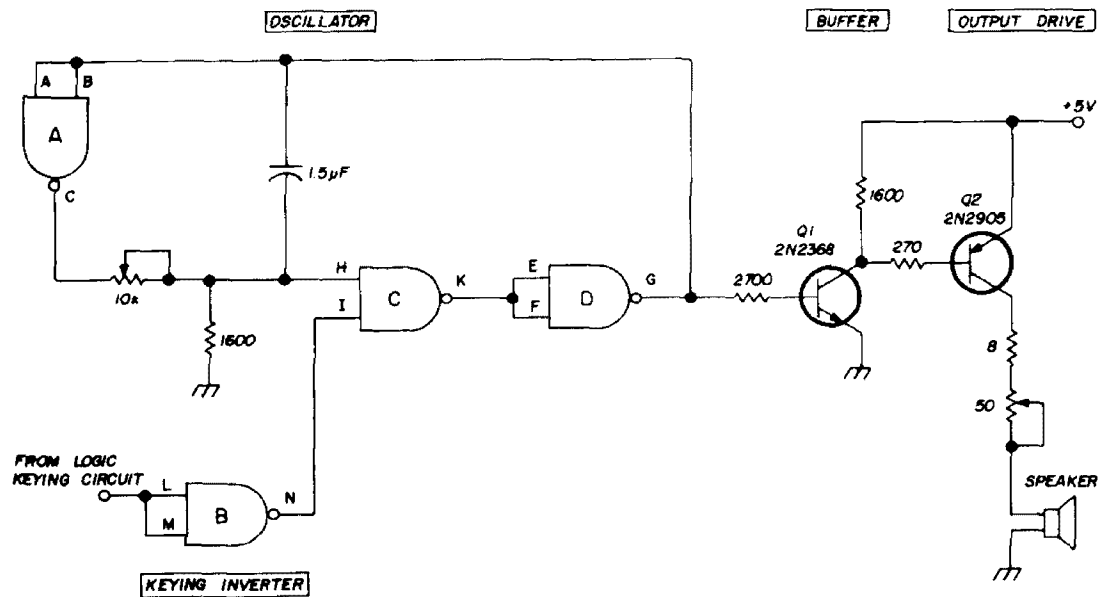 OSCILLATOR
BUFFER
OUTPUT DRIVE
A B
A
C
1.5µF
10k
1600
H
I
C
K
E
F
D
G
2700
Q1
2N2368
1600
270
Q2
2N2905
+5V
8
50
SPEAKER
FROM LOGIC
KEYING CIRCUIT
L
M
B
N
KEYING INVERTER